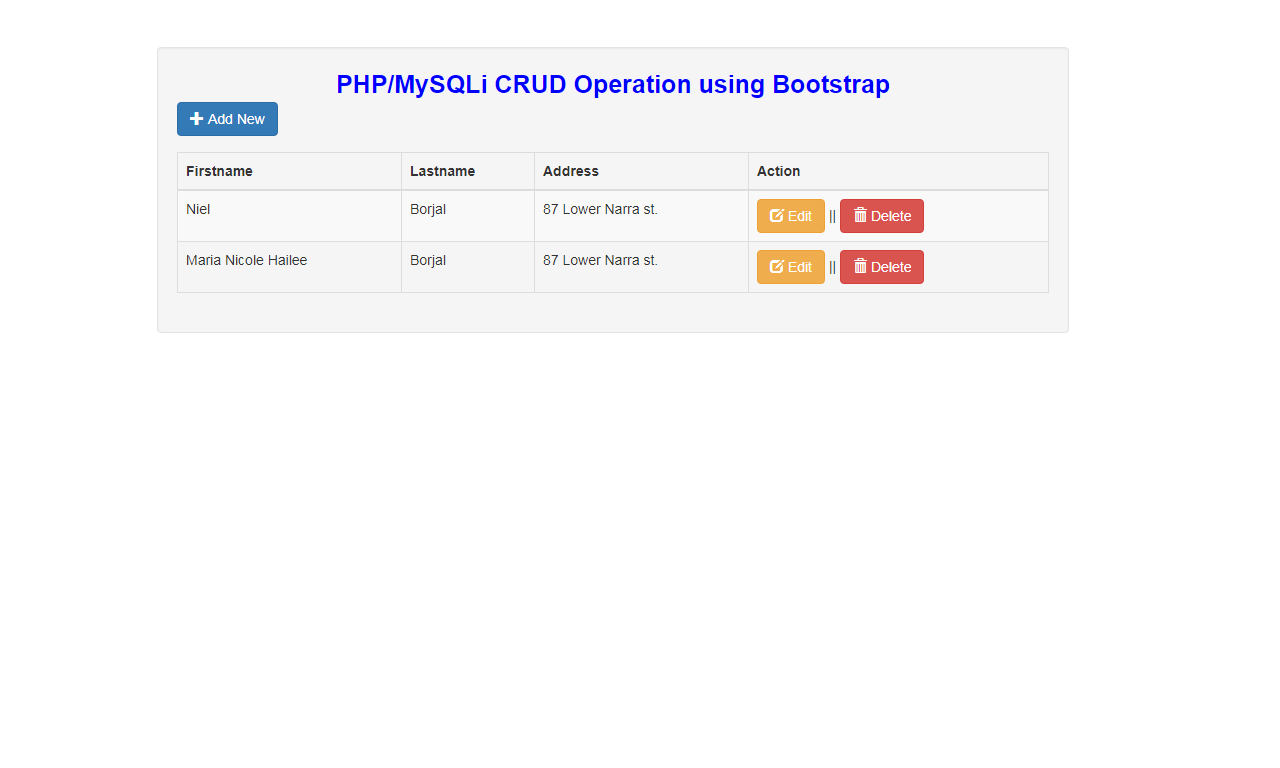 PHP/MySQLi CRUD Operation using Bootstrap
Add New
Firstname Lastname Address Action
Niel Borjal 87 Lower Narra st. Edit || Delete
Maria Nicole Hailee Borjal 87 Lower Narra st. Edit || Delete